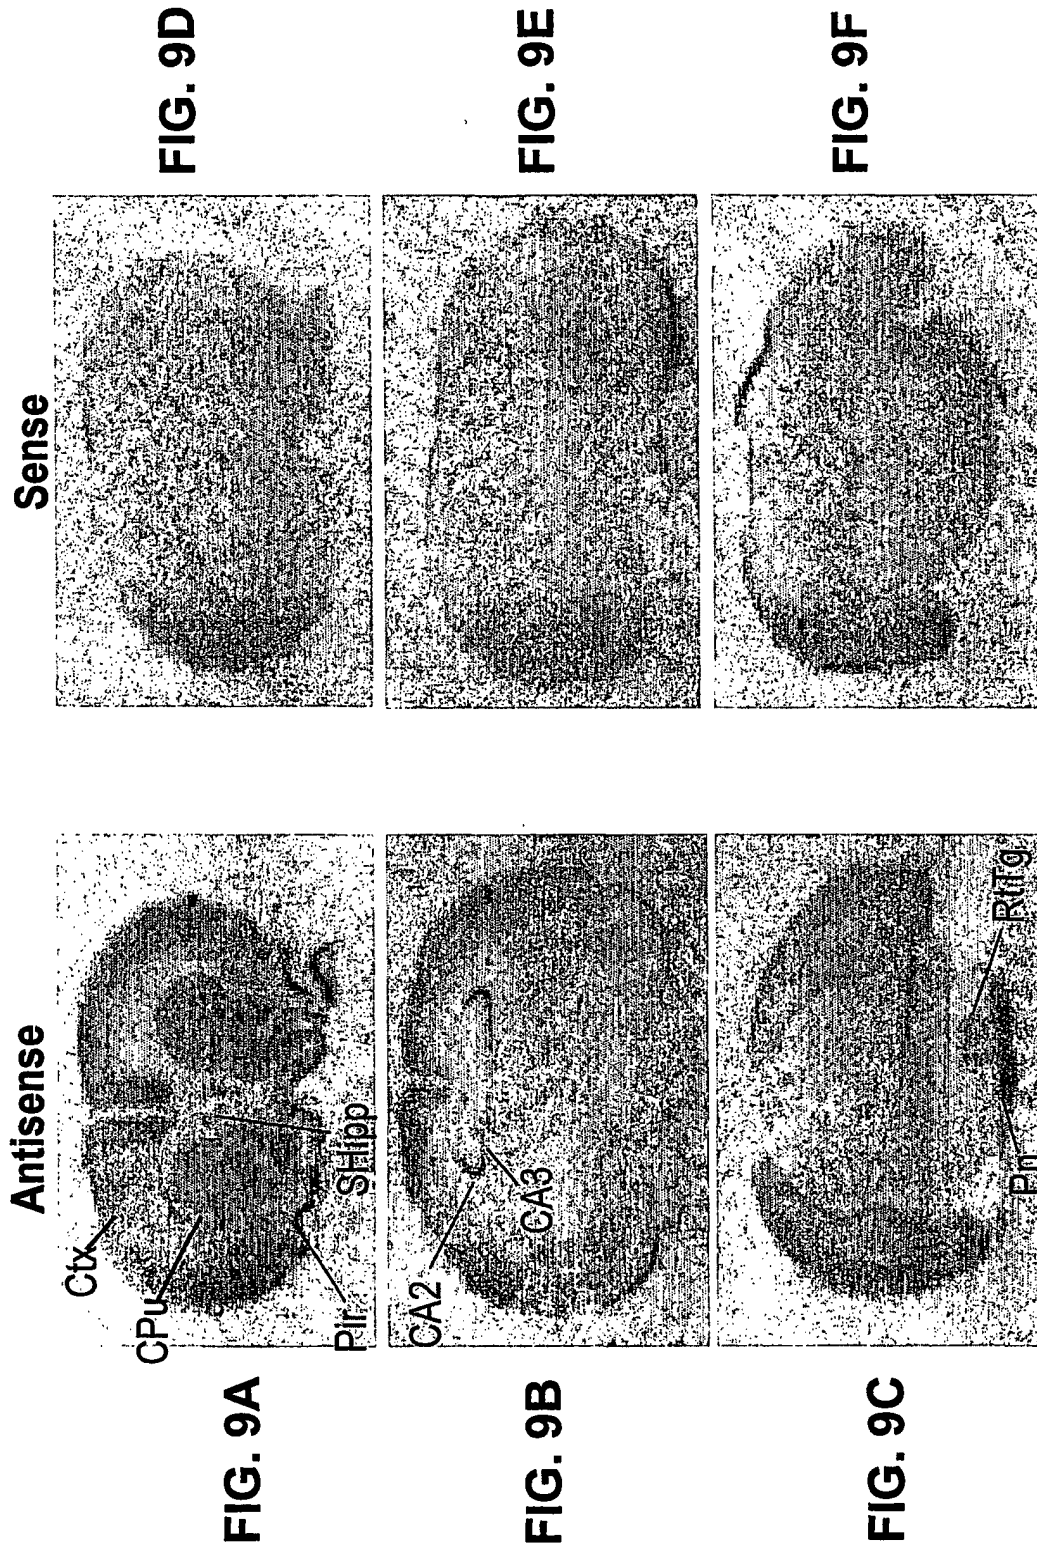 Antisense
Sense
FIG. 9A
Ctx
CPu
Pir
SHipp
FIG. 9D
FIG. 9B
CA2
CA3
FIG. 9E
FIG. 9C
Pn
RtTg
FIG. 9F